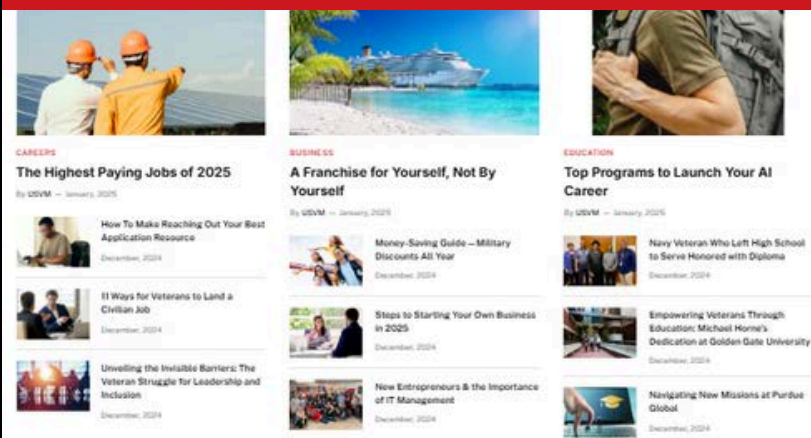 CAREERS
The Highest Paying Jobs of 2025
By USVM — January, 2025
How To Make Reaching Out Your Best
Application Resource
December, 2024
11 Ways for Veterans to Land a
Civilian Job
December, 2024
Unveiling the Invisible Barriers: The
Veteran Struggle for Leadership and
Inclusion
December, 2024
BUSINESS
A Franchise for Yourself, Not By
Yourself
By USVM — January, 2025
Money-Saving Guide – Military
Discounts All Year
December, 2024
Steps to Starting Your Own Business
in 2025
December, 2024
New Entrepreneurs & the Importance
of IT Management
December, 2024
EDUCATION
Top Programs to Launch Your AI
Career
By USVM — January, 2025
Navy Veteran Who Left High School
to Serve Honored with Diploma
December, 2024
Empowering Veterans Through
Education: Michael Horne's
Dedication at Golden Gate University
December, 2024
Navigating New Missions at Purdue
Global
December, 2024